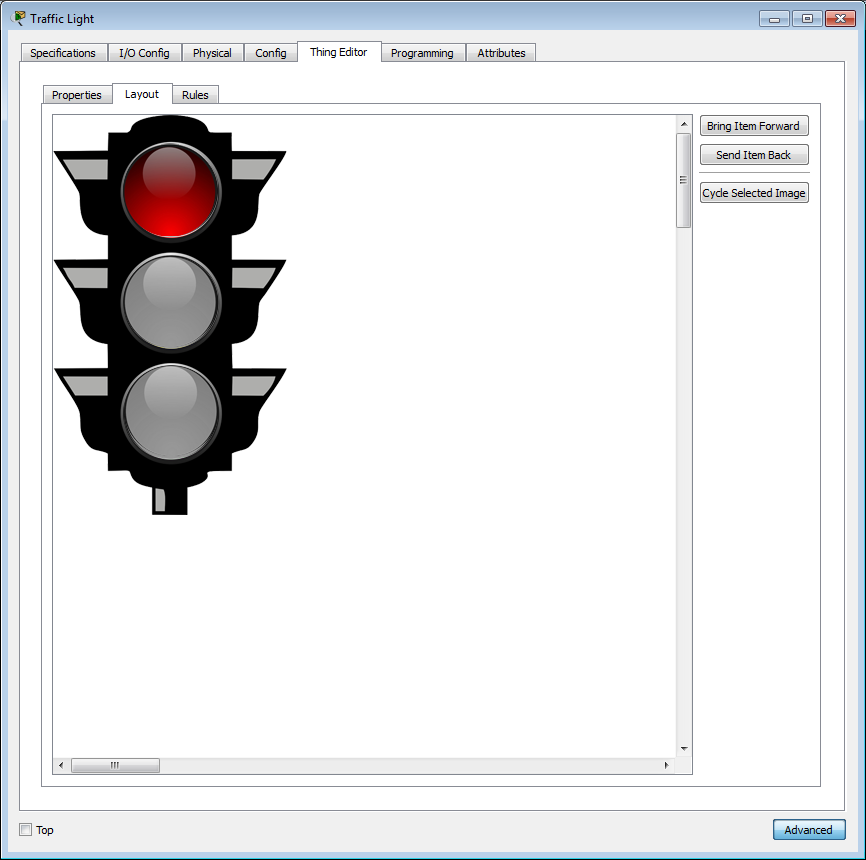 Traffic Light
Specifications I/O Config Physical Config Thing Editor Programming Attributes
Properties Layout Rules
Bring Item Forward
Send Item Back
Cycle Selected Image
Top
Advanced